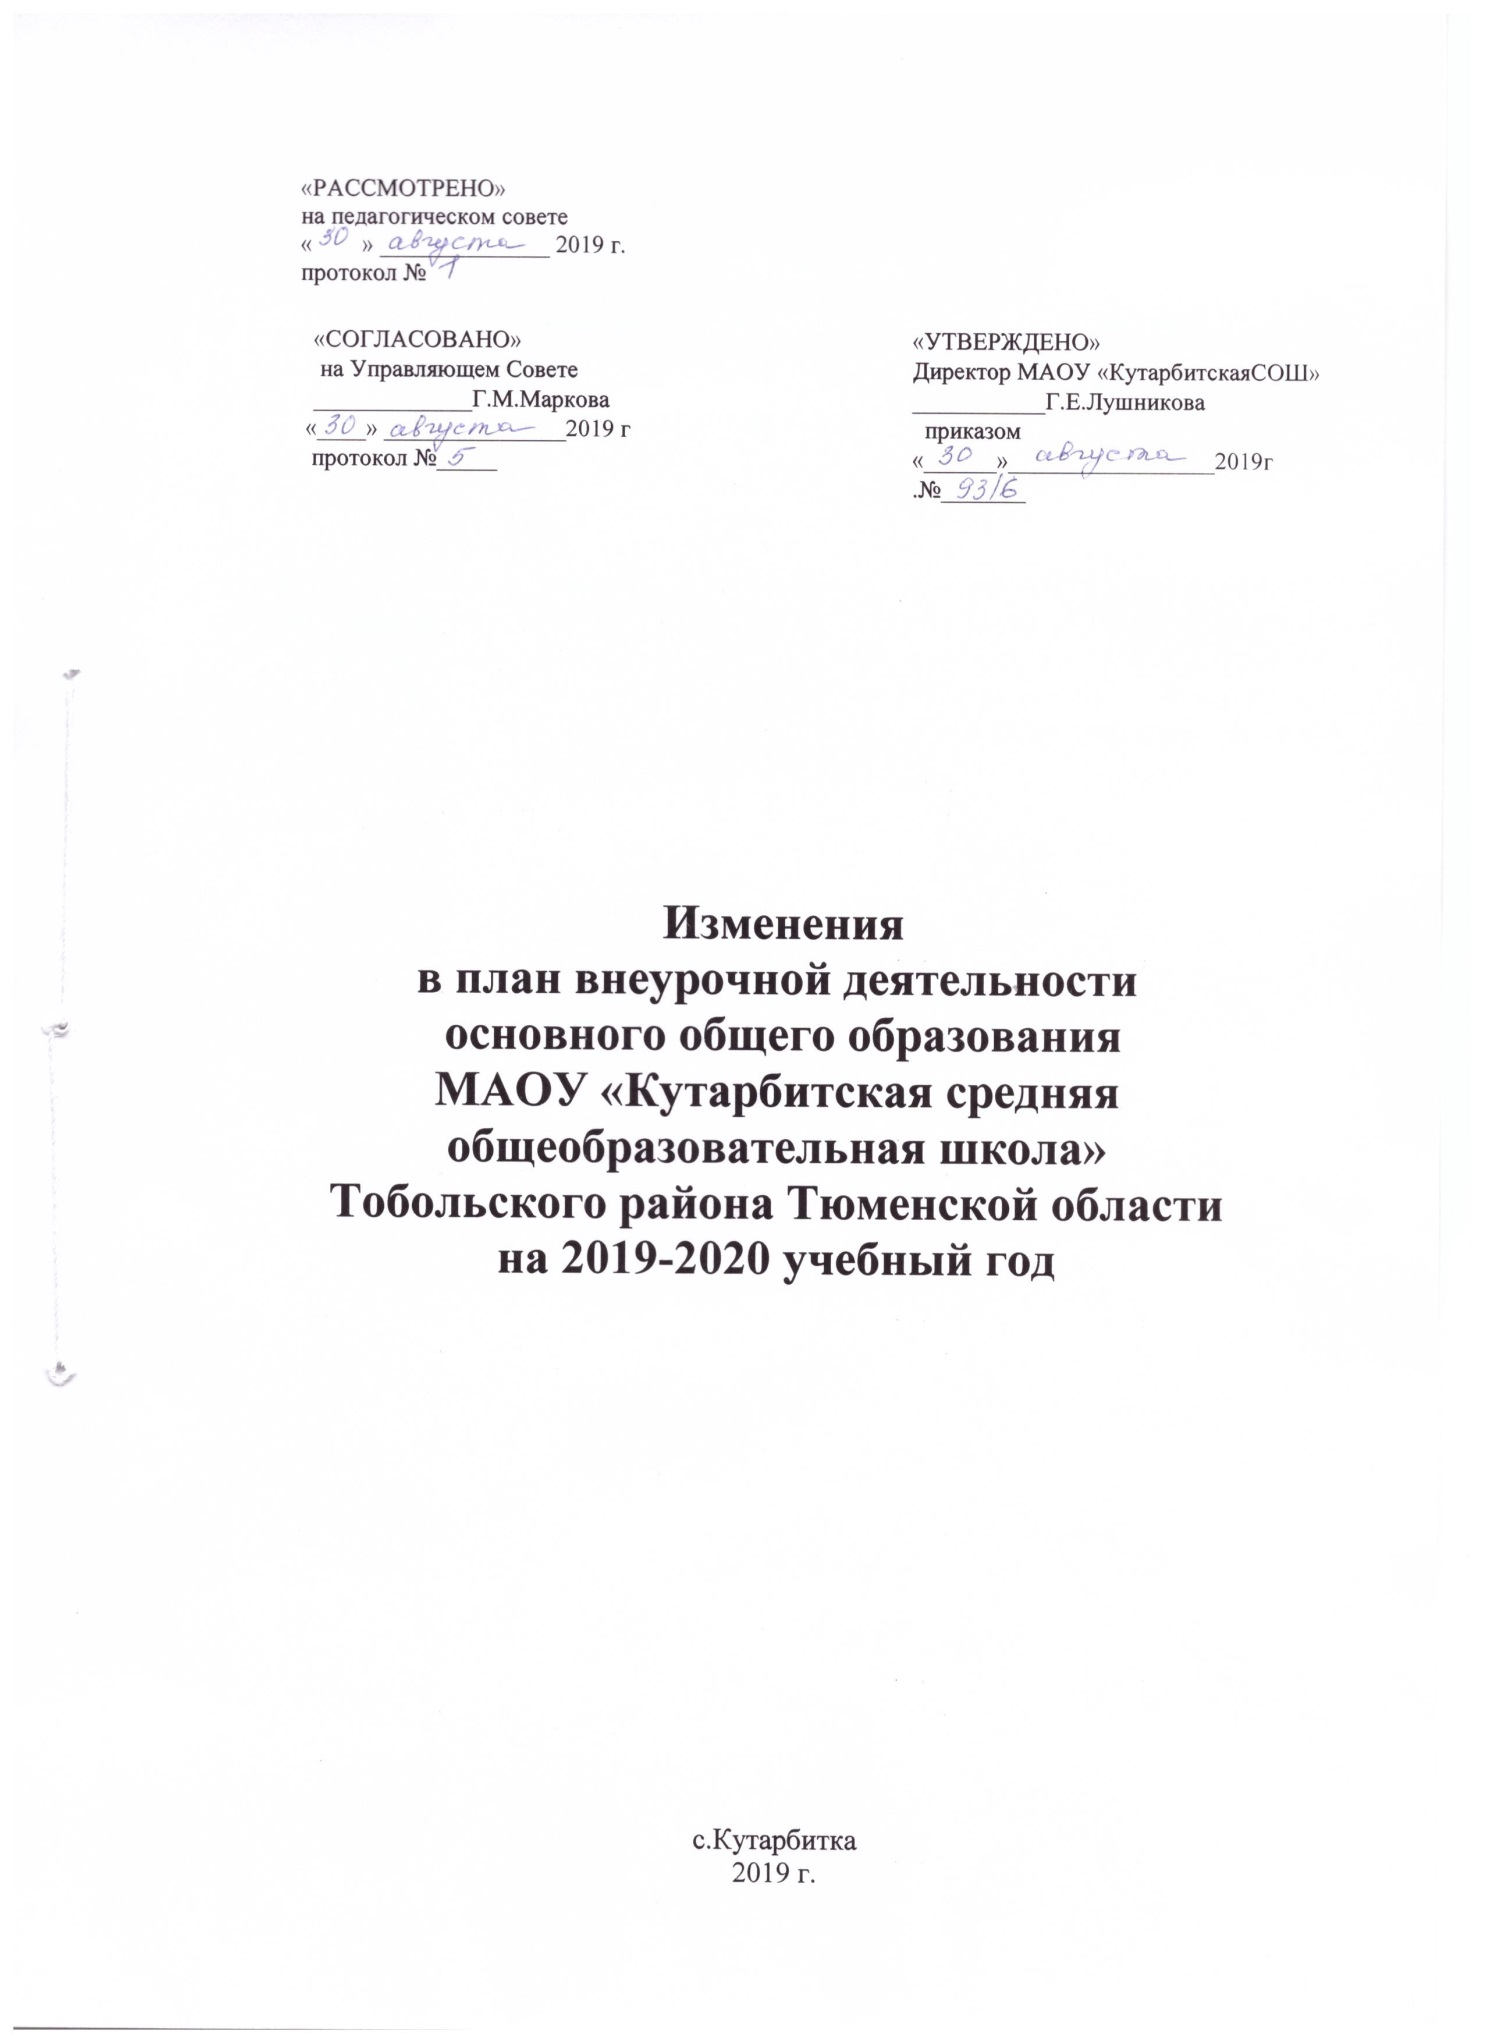 «РАССМОТРЕНО»
на педагогическом совете
« 30 » августа 2019 г.
протокол № 1
«СОГЛАСОВАНО»
на Управляющем Совете
______________Г.М.Маркова
«30» августа 2019 г
протокол № 5
«УТВЕРЖДЕНО»
Директор МАОУ «КутарбитскаяСОШ»
____________Г.Е.Лушникова
приказом
« 30 » августа 2019г
.№ 93/6
Изменения
в план внеурочной деятельности
основного общего образования
МАОУ «Кутарбитская средняя
общеобразовательная школа»
Тобольского района Тюменской области
на 2019-2020 учебный год
с.Кутарбитка
2019 г.